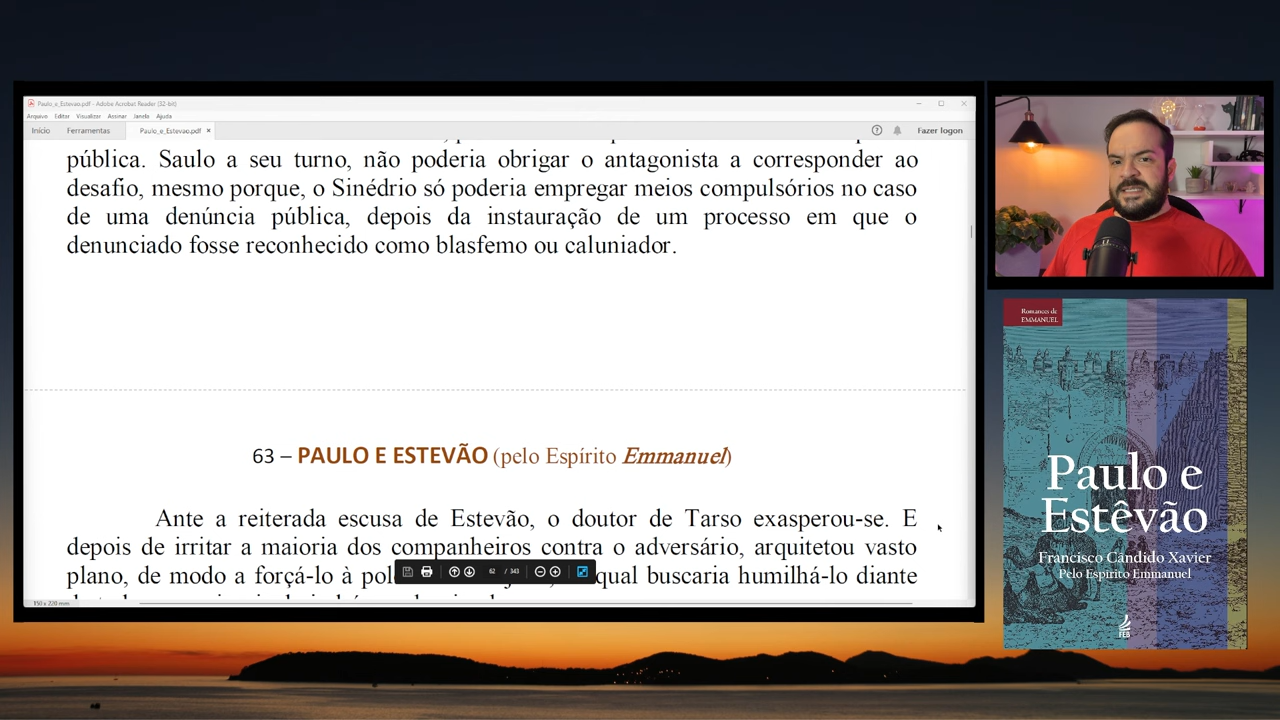 Paulo_e_Estevao.pdf - Adobe Acrobat Reader (32-bit)
Arquivo Editar Visualizar Assinar Janela Ajuda
Início Ferramentas Paulo_e_Estevao.pdf × Fazer logon
pública. Saulo a seu turno, não poderia obrigar o antagonista a corresponder ao
desafio, mesmo porque, o Sinédrio só poderia empregar meios compulsórios no caso
de uma denúncia pública, depois da instauração de um processo em que o
denunciado fosse reconhecido como blasfemo ou caluniador.
63 – PAULO E ESTEVÃO (pelo Espírito Emmanuel)
Ante a reiterada escusa de Estevão, o doutor de Tarso exasperou-se. E
depois de irritar a maioria dos companheiros contra o adversário, arquitetou vasto
plano, de modo a forçá-lo à qual buscaria humilhá-lo diante
62 / 343
150 x 220 mm
Romances de
EMMANUEL
Paulo e
Estêvão
Francisco Cândido Xavier
Pelo Espírito Emmanuel
FEB